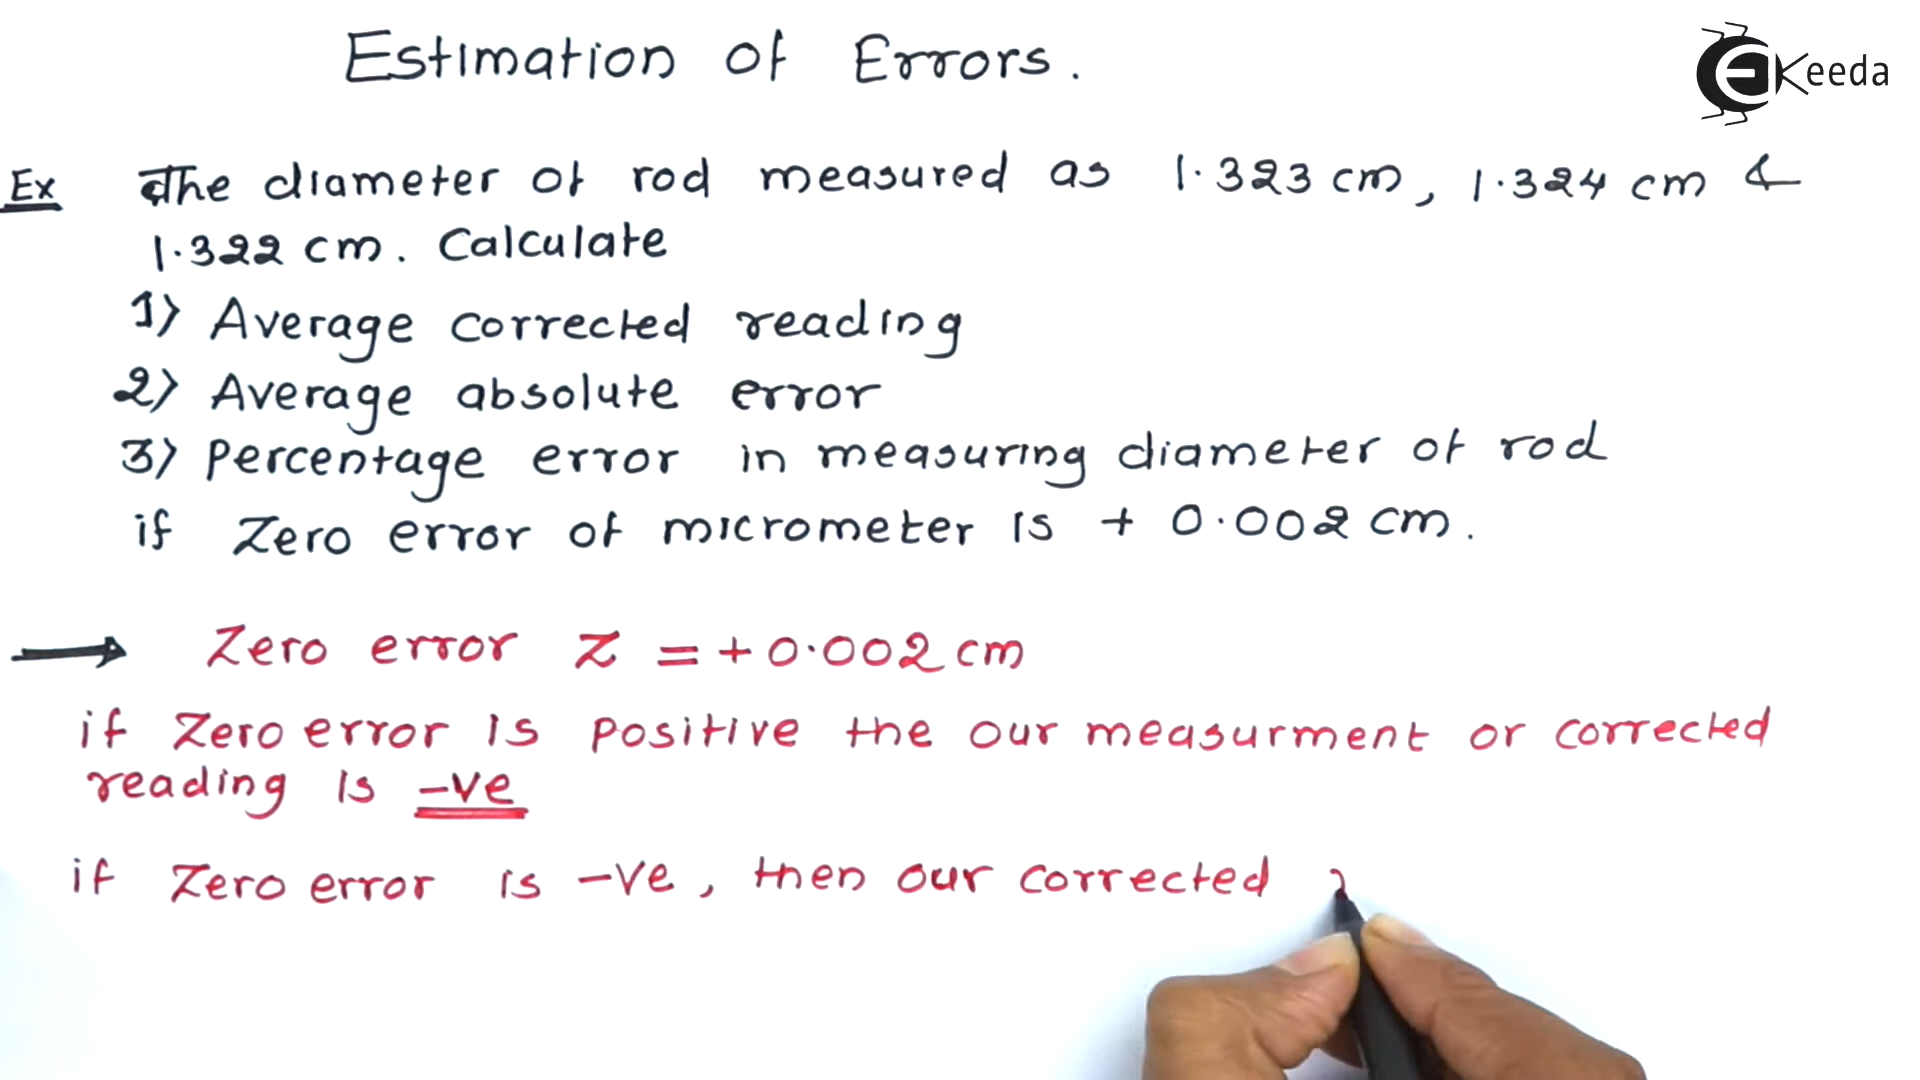 Estimation of Errors.
EKeeda
Ex The diameter of rod measured as 1.323 cm, 1.324 cm &
1.322 cm. Calculate
1) Average corrected reading
2) Average absolute error
3) Percentage error in measuring diameter of rod
if Zero error of micrometer is + 0.002 cm.
Zero error Z = +0.002 cm
if Zero error is positive the our measurment or corrected
reading is -ve
if Zero error is -ve, then our corrected